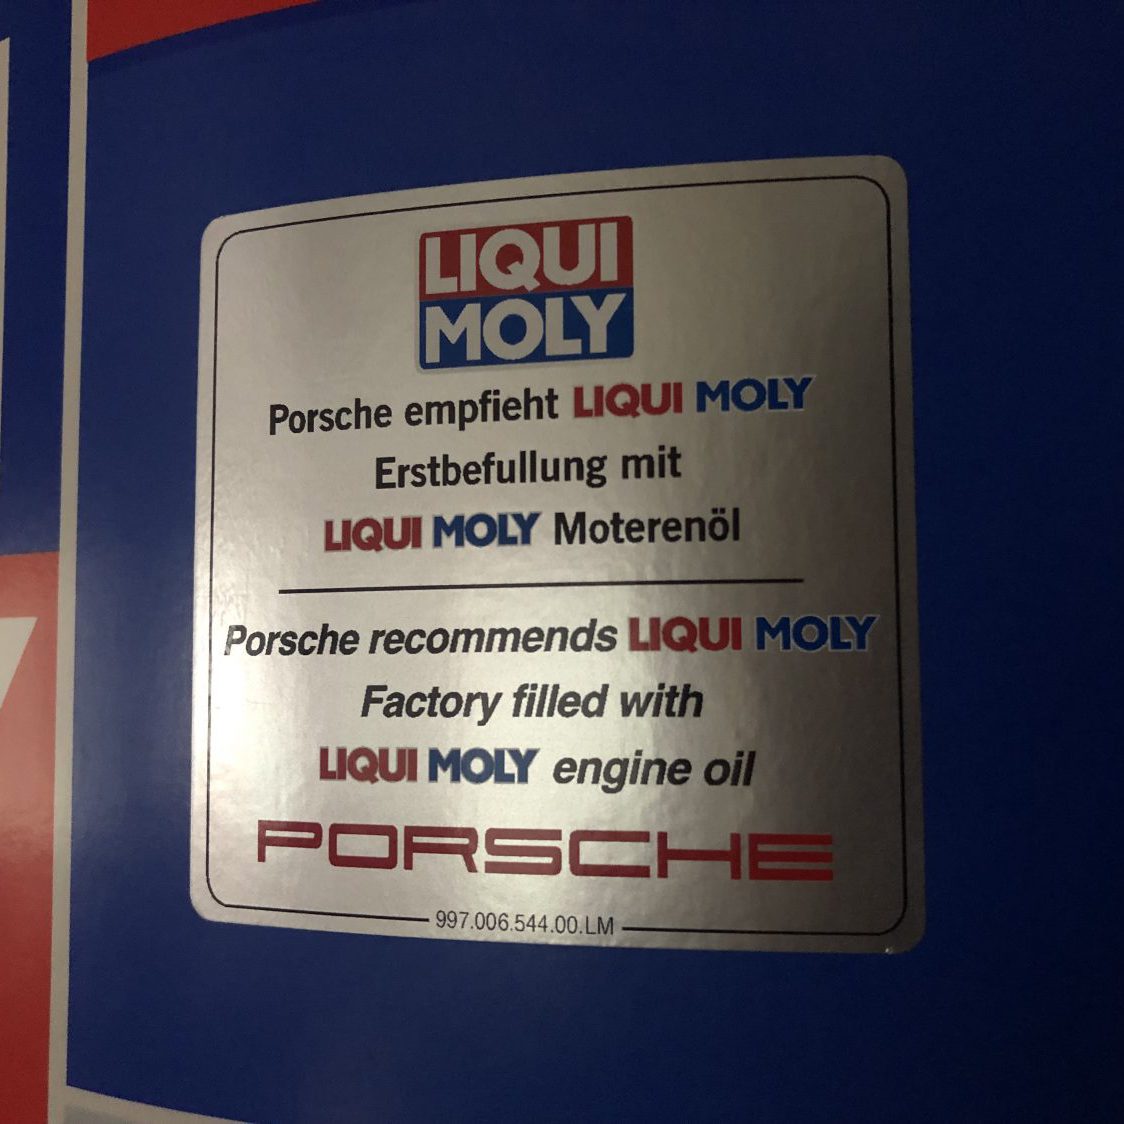 LIQUI
MOLY
Porsche empfieht LIQUI MOLY
Erstbefullung mit
LIQUI MOLY Moterenöl
Porsche recommends LIQUI MOLY
Factory filled with
LIQUI MOLY engine oil
PORSCHE
997.006.544.00.LM